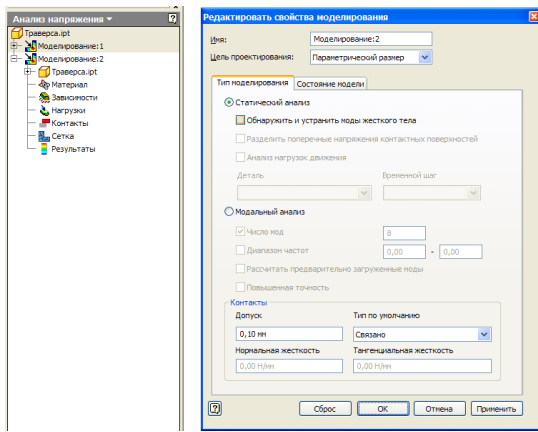 Анализ напряжения
Траверса.ipt
Моделирование:1
Моделирование:2
Траверса.ipt
Материал
Зависимости
Нагрузки
Контакты
Сетка
Результаты
Редактировать свойства моделирования
Имя:
Моделирование:2
Цель проектирования:
Параметрический размер
Тип моделирования
Состояние модели
Статический анализ
Обнаружить и устранить моды жесткого тела
Разделить поперечные напряжения контактных поверхностей
Анализ нагрузок движения
Деталь
Временной шаг
Модальный анализ
Число мод
8
Диапазон частот
0,00 - 0,00
Рассчитать предварительно загруженные моды
Повышенная точность
Контакты
Допуск
Тип по умолчанию
0,10 мм
Связано
Нормальная жесткость
Тангенциальная жесткость
0,00 Н/мм
0,00 Н/мм
?
Сброс
ОК
Отмена
Применить